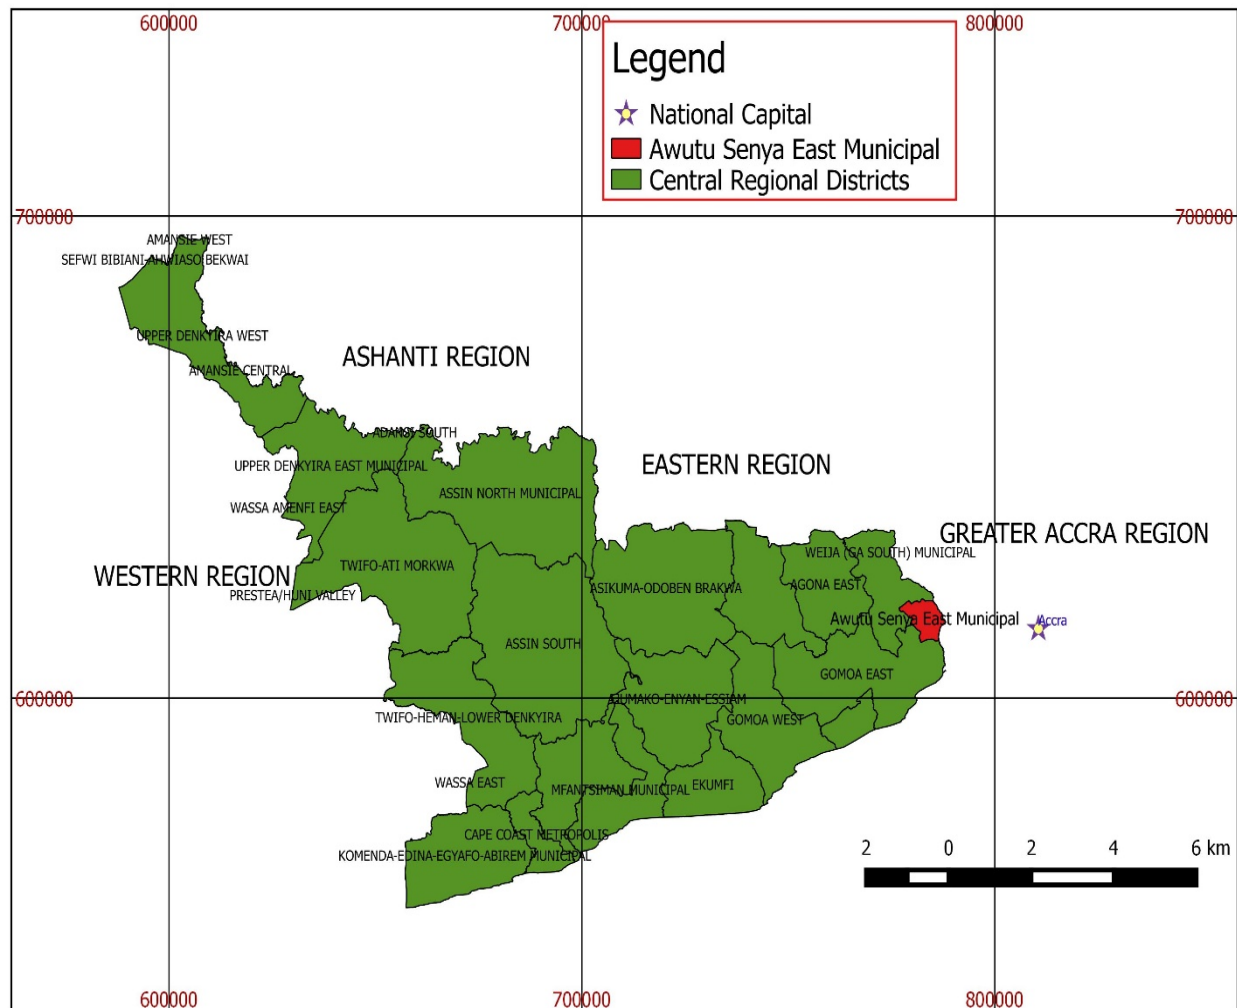 600000
700000
800000
Legend
National Capital
Awutu Senya East Municipal
Central Regional Districts
700000
700000
AMANSIE WEST
SEFWI BIBIANI-AHWIASO BEKWAI
UPPER DENKYIRA WEST
ASHANTI REGION
AMANSIE CENTRAL
ADANSI SOUTH
EASTERN REGION
UPPER DENKYIRA EAST MUNICIPAL
ASSIN NORTH MUNICIPAL
WASSA AMENFI EAST
GREATER ACCRA REGION
WEIJA (GA SOUTH) MUNICIPAL
TWIFO-ATI MORKWA
WESTERN REGION
AGONA EAST
ASIKUMA-ODOBEN BRAKWA
PRESTEA/HUNI VALLEY
Awutu Senya East Municipal
Accra
ASSIN SOUTH
GOMOA EAST
600000
AJUMAKO-ENYAN-ESSIAM
600000
TWIFO-HEMAN-LOWER DENKYIRA
GOMOA WEST
WASSA EAST
EKUMFI
MFANTSIMAN MUNICIPAL
CAPE COAST METROPOLIS
KOMENDA-EDINA-EGYAFO-ABIREM MUNICIPAL
2 0 2 4 6 km
600000
700000
800000